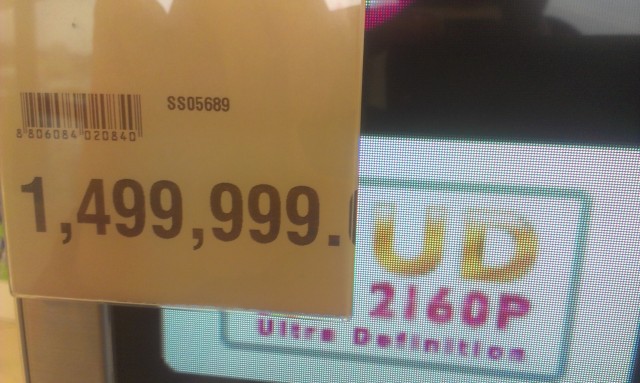 SS05689
8 806084 020840
1,499,999.
UD
2160P
Ultra Definition